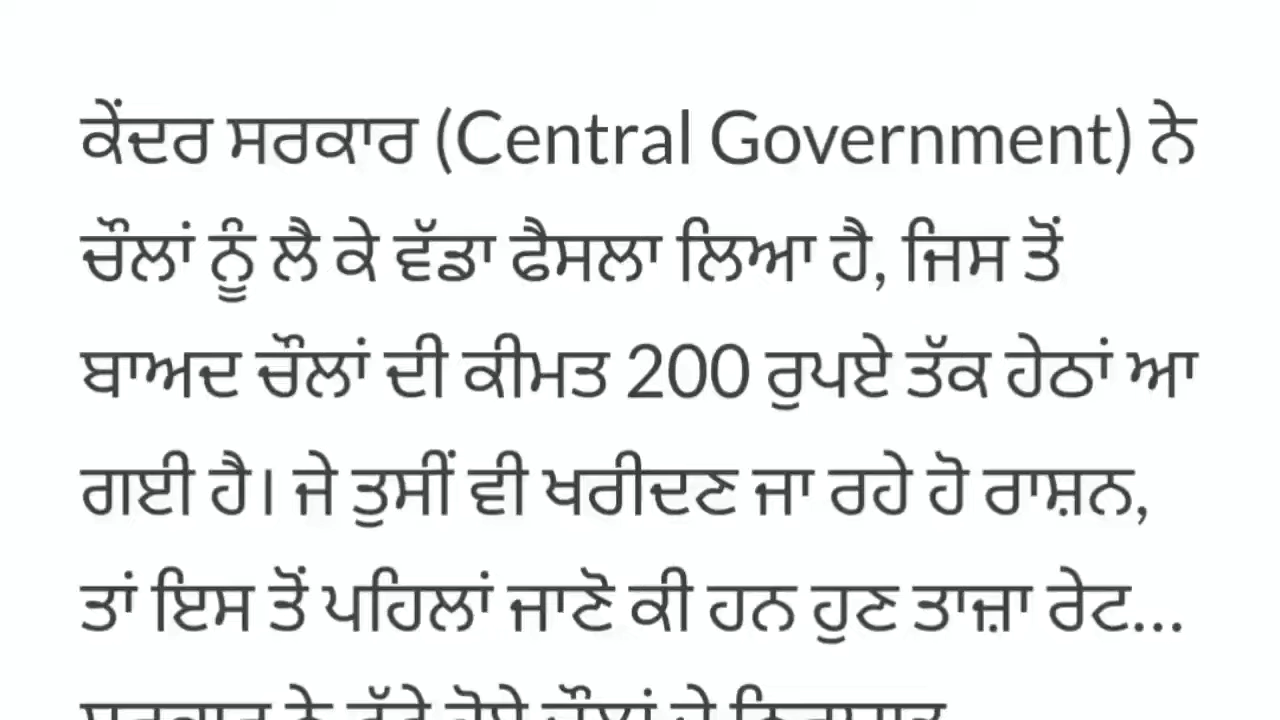 ਕੇਂਦਰ ਸਰਕਾਰ (Central Government) ਨੇ
ਚੌਲਾਂ ਨੂੰ ਲੈ ਕੇ ਵੱਡਾ ਫੈਸਲਾ ਲਿਆ ਹੈ, ਜਿਸ ਤੋਂ
ਬਾਅਦ ਚੌਲਾਂ ਦੀ ਕੀਮਤ 200 ਰੁਪਏ ਤੱਕ ਹੇਠਾਂ ਆ
ਗਈ ਹੈ। ਜੇ ਤੁਸੀਂ ਵੀ ਖਰੀਦਣ ਜਾ ਰਹੇ ਹੋ ਰਾਸ਼ਨ,
ਤਾਂ ਇਸ ਤੋਂ ਪਹਿਲਾਂ ਜਾਣੋ ਕੀ ਹਨ ਹੁਣ ਤਾਜ਼ਾ ਰੇਟ...